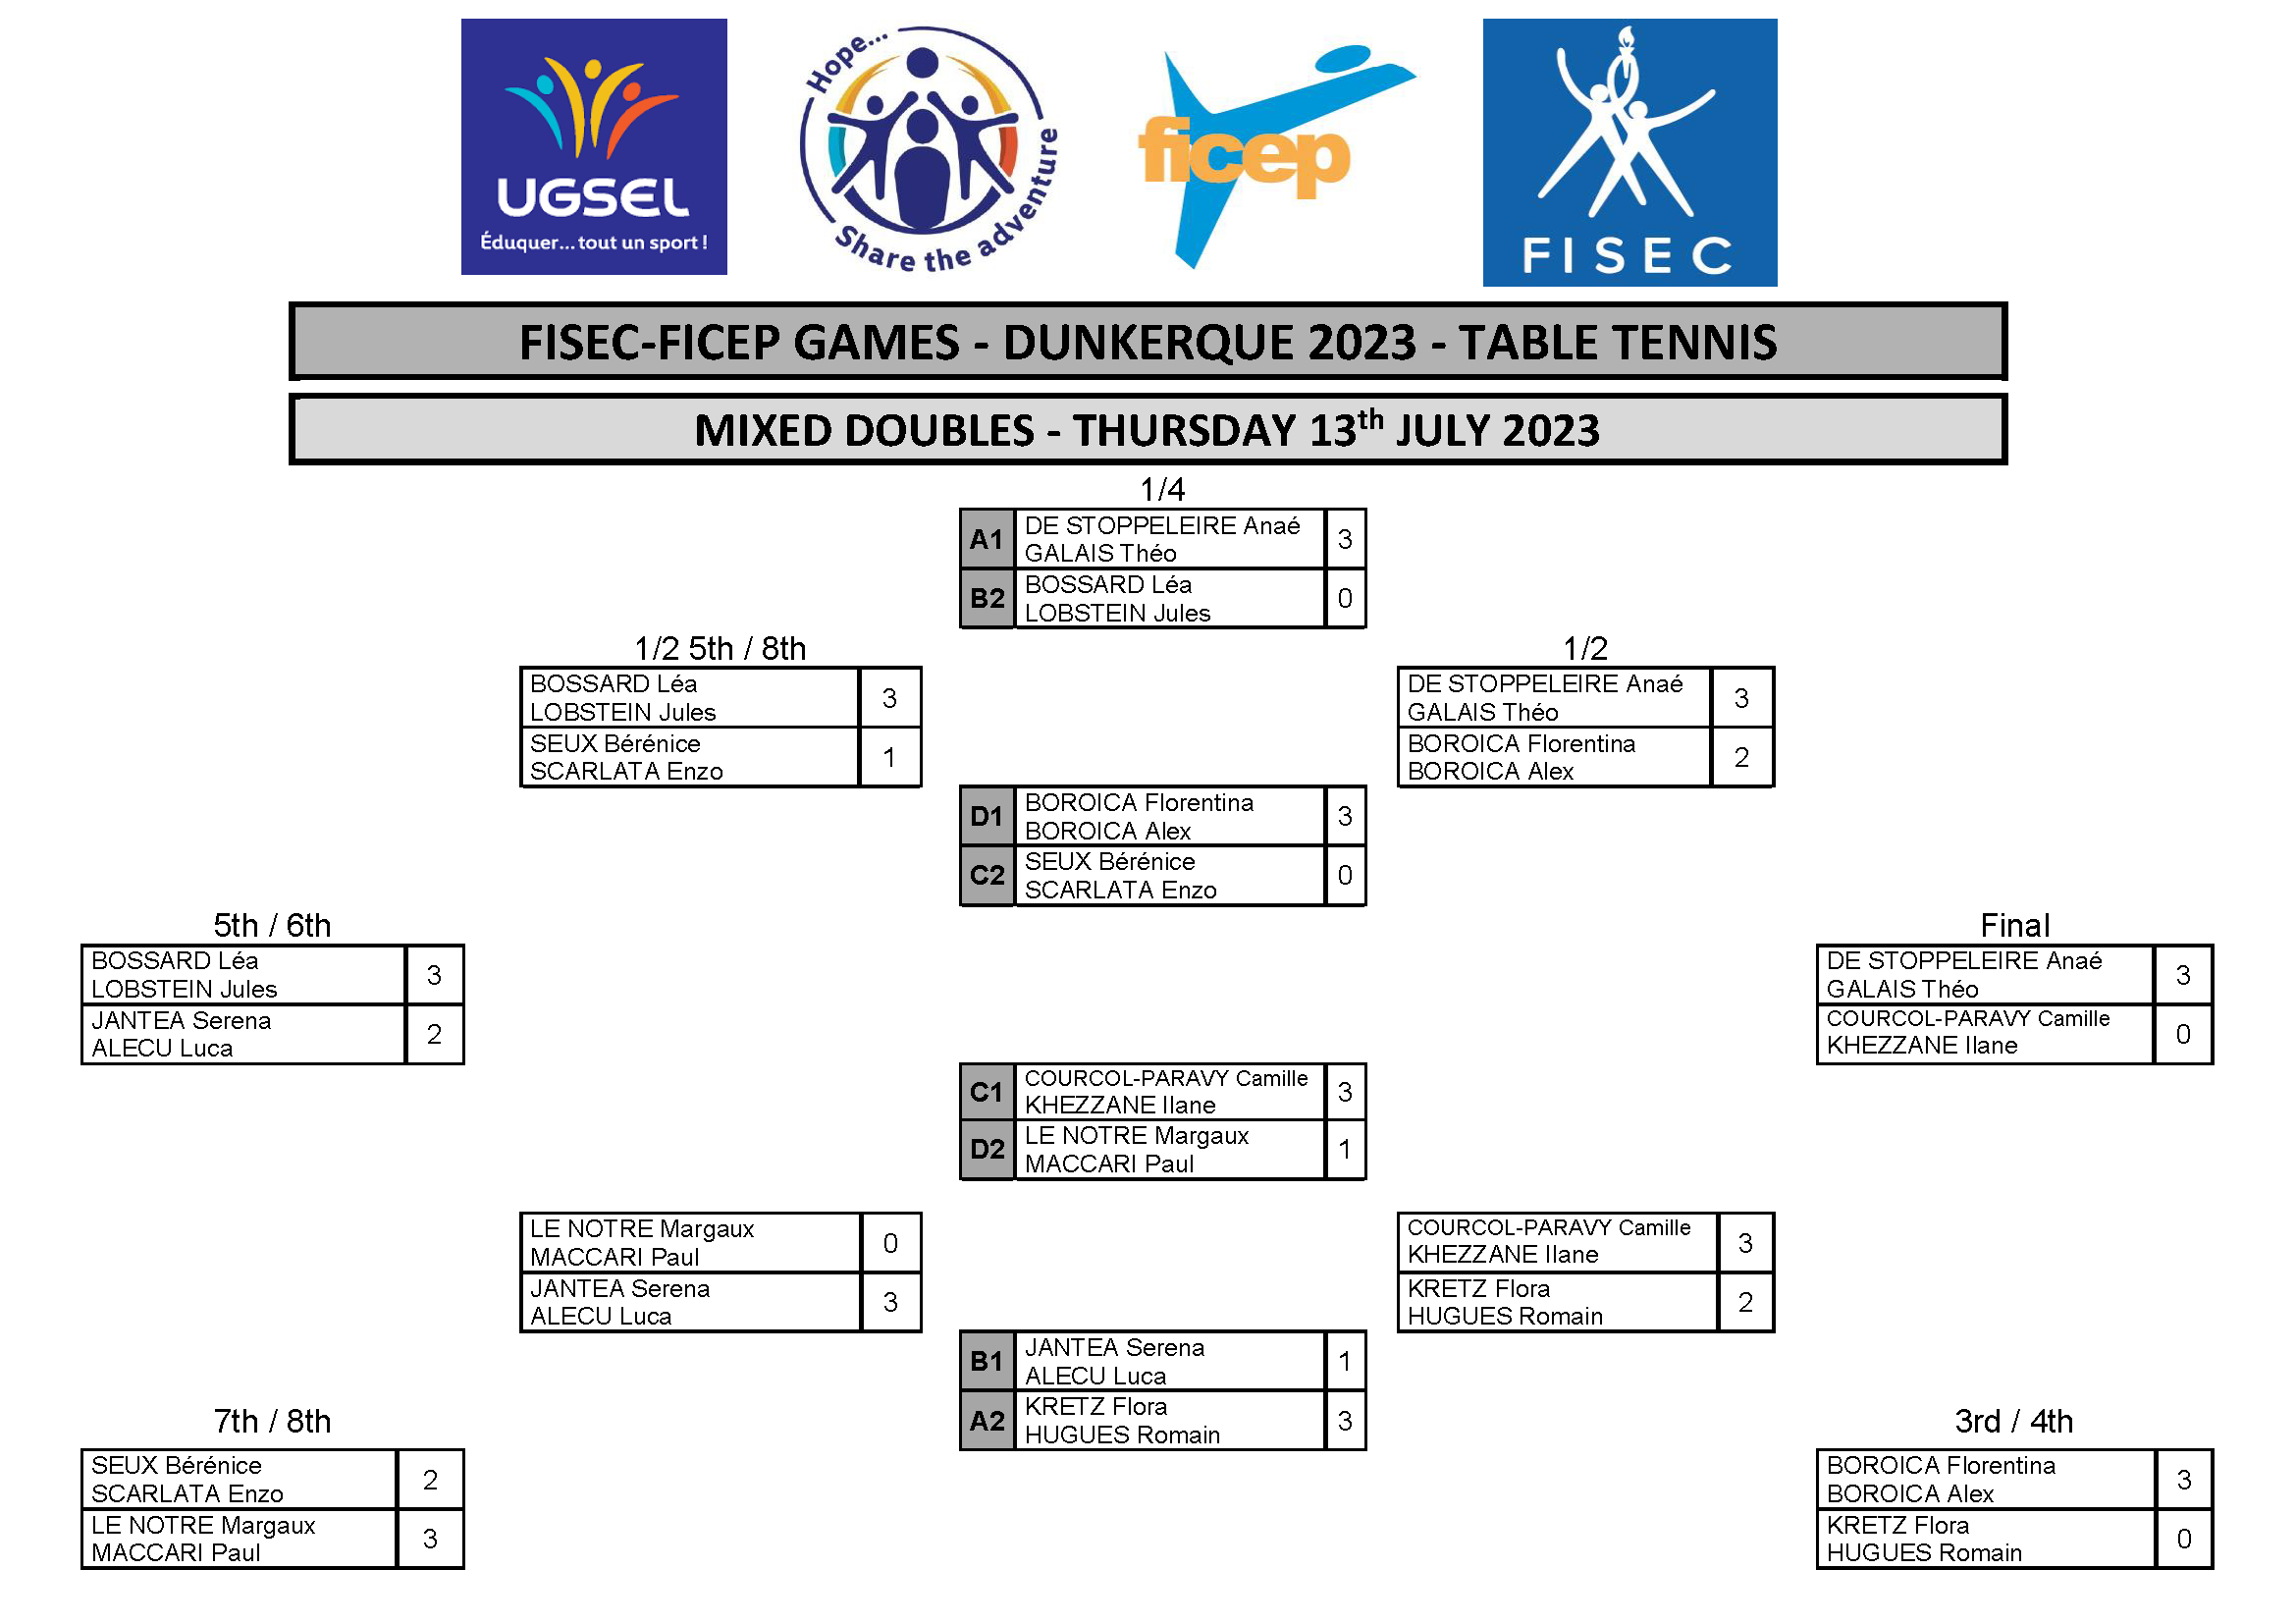 UGSEL
Éduquer... tout un sport !
Hope...
Share the adventure
ficep
FISEC
FISEC-FICEP GAMES - DUNKERQUE 2023 - TABLE TENNIS
MIXED DOUBLES - THURSDAY 13th JULY 2023
1/4
A1 DE STOPPELEIRE Anaé 3
GALAIS Théo
B2 BOSSARD Léa 0
LOBSTEIN Jules
1/2 5th / 8th
BOSSARD Léa 3
LOBSTEIN Jules
SEUX Bérénice 1
SCARLATA Enzo
1/2
DE STOPPELEIRE Anaé 3
GALAIS Théo
BOROICA Florentina 2
BOROICA Alex
D1 BOROICA Florentina 3
BOROICA Alex
C2 SEUX Bérénice 0
SCARLATA Enzo
5th / 6th
BOSSARD Léa 3
LOBSTEIN Jules
JANTEA Serena 2
ALECU Luca
Final
DE STOPPELEIRE Anaé 3
GALAIS Théo
COURCOL-PARAVY Camille 0
KHEZZANE Ilane
C1 COURCOL-PARAVY Camille 3
KHEZZANE Ilane
D2 LE NOTRE Margaux 1
MACCARI Paul
LE NOTRE Margaux 0
MACCARI Paul
JANTEA Serena 3
ALECU Luca
COURCOL-PARAVY Camille 3
KHEZZANE Ilane
KRETZ Flora 2
HUGUES Romain
B1 JANTEA Serena 1
ALECU Luca
A2 KRETZ Flora 3
HUGUES Romain
7th / 8th
SEUX Bérénice 2
SCARLATA Enzo
LE NOTRE Margaux 3
MACCARI Paul
3rd / 4th
BOROICA Florentina 3
BOROICA Alex
KRETZ Flora 0
HUGUES Romain